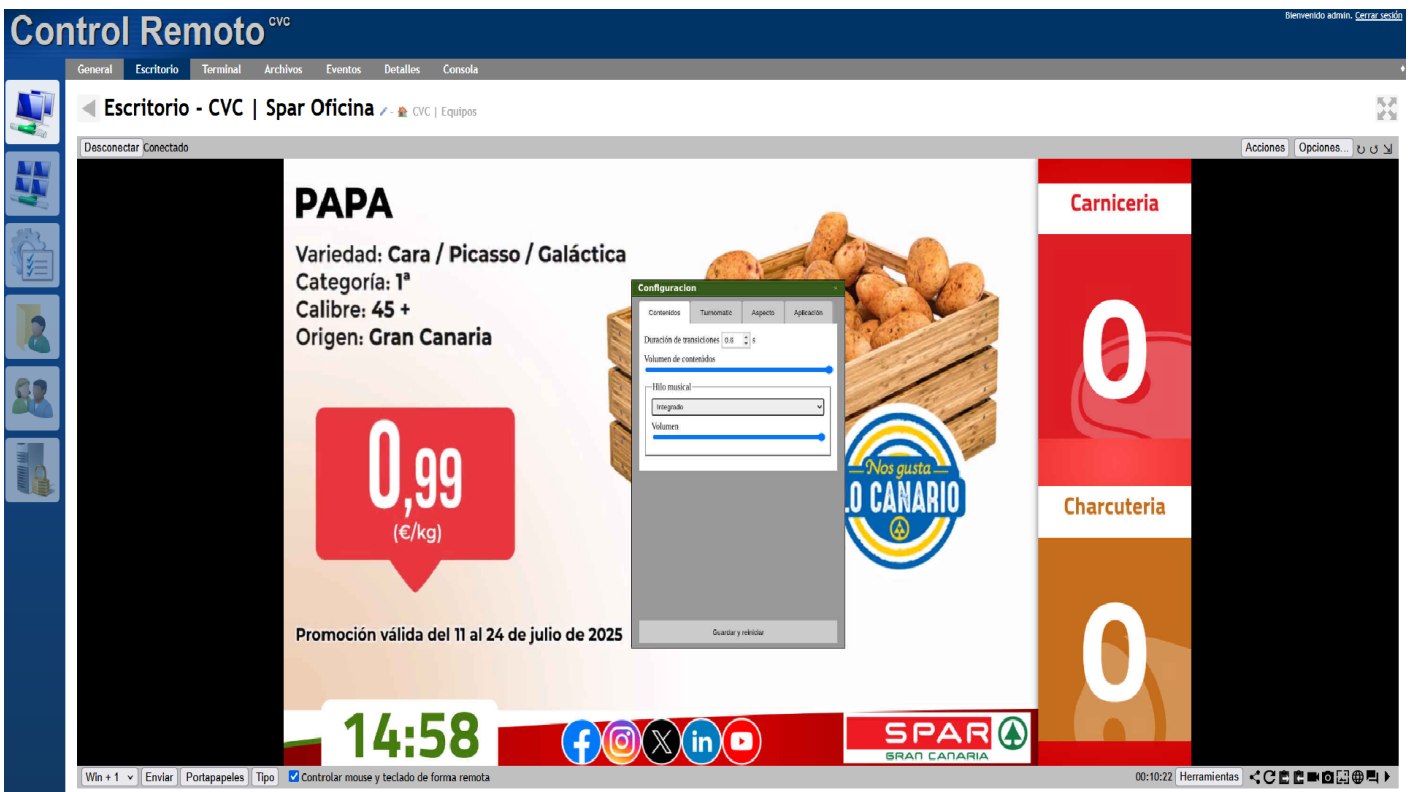 Control Remoto CVC
Bienvenido admin. Cerrar sesión
General Escritorio Terminal Archivos Eventos Detalles Consola
Escritorio - CVC | Spar Oficina - CVC | Equipos
Desconectar Conectado
Acciones Opciones...
PAPA
Variedad: Cara / Picasso / Galáctica
Categoría: 1ª
Calibre: 45 +
Origen: Gran Canaria
0,99
(€/kg)
Promoción válida del 11 al 24 de julio de 2025
Nos gusta
LO CANARIO
Configuracion
Contenidos Turnomatic Aspecto Aplicación
Duración de transiciones 0.6 s
Volumen de contenidos
Hilo musical
Integrado
Volumen
Guardar y reiniciar
Carniceria
0
Charcuteria
0
14:58
SPAR
GRAN CANARIA
Win + 1 Enviar Portapapeles Tipo Controlar mouse y teclado de forma remota
00:10:22 Herramientas